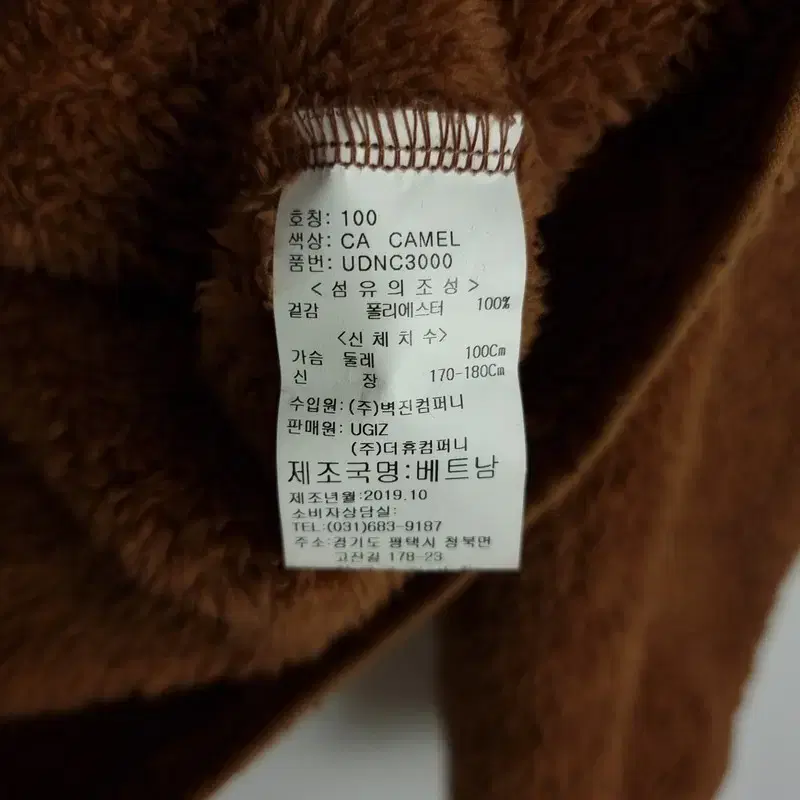 호칭: 100
색상: CA CAMEL
품번: UDNC3000
<섬유의조성>
겉감 폴리에스터 100%
<신체치수>
가슴 둘레 100Cm
신 장 170-180Cm
수입원: (주)벽진컴퍼니
판매원: UGIZ
(주)더휴컴퍼니
제조국명:베트남
제조년월:2019.10
소비자상담실:
TEL:(031)683-9187
주소:경기도 평택시 청북면
고잔길 178-23